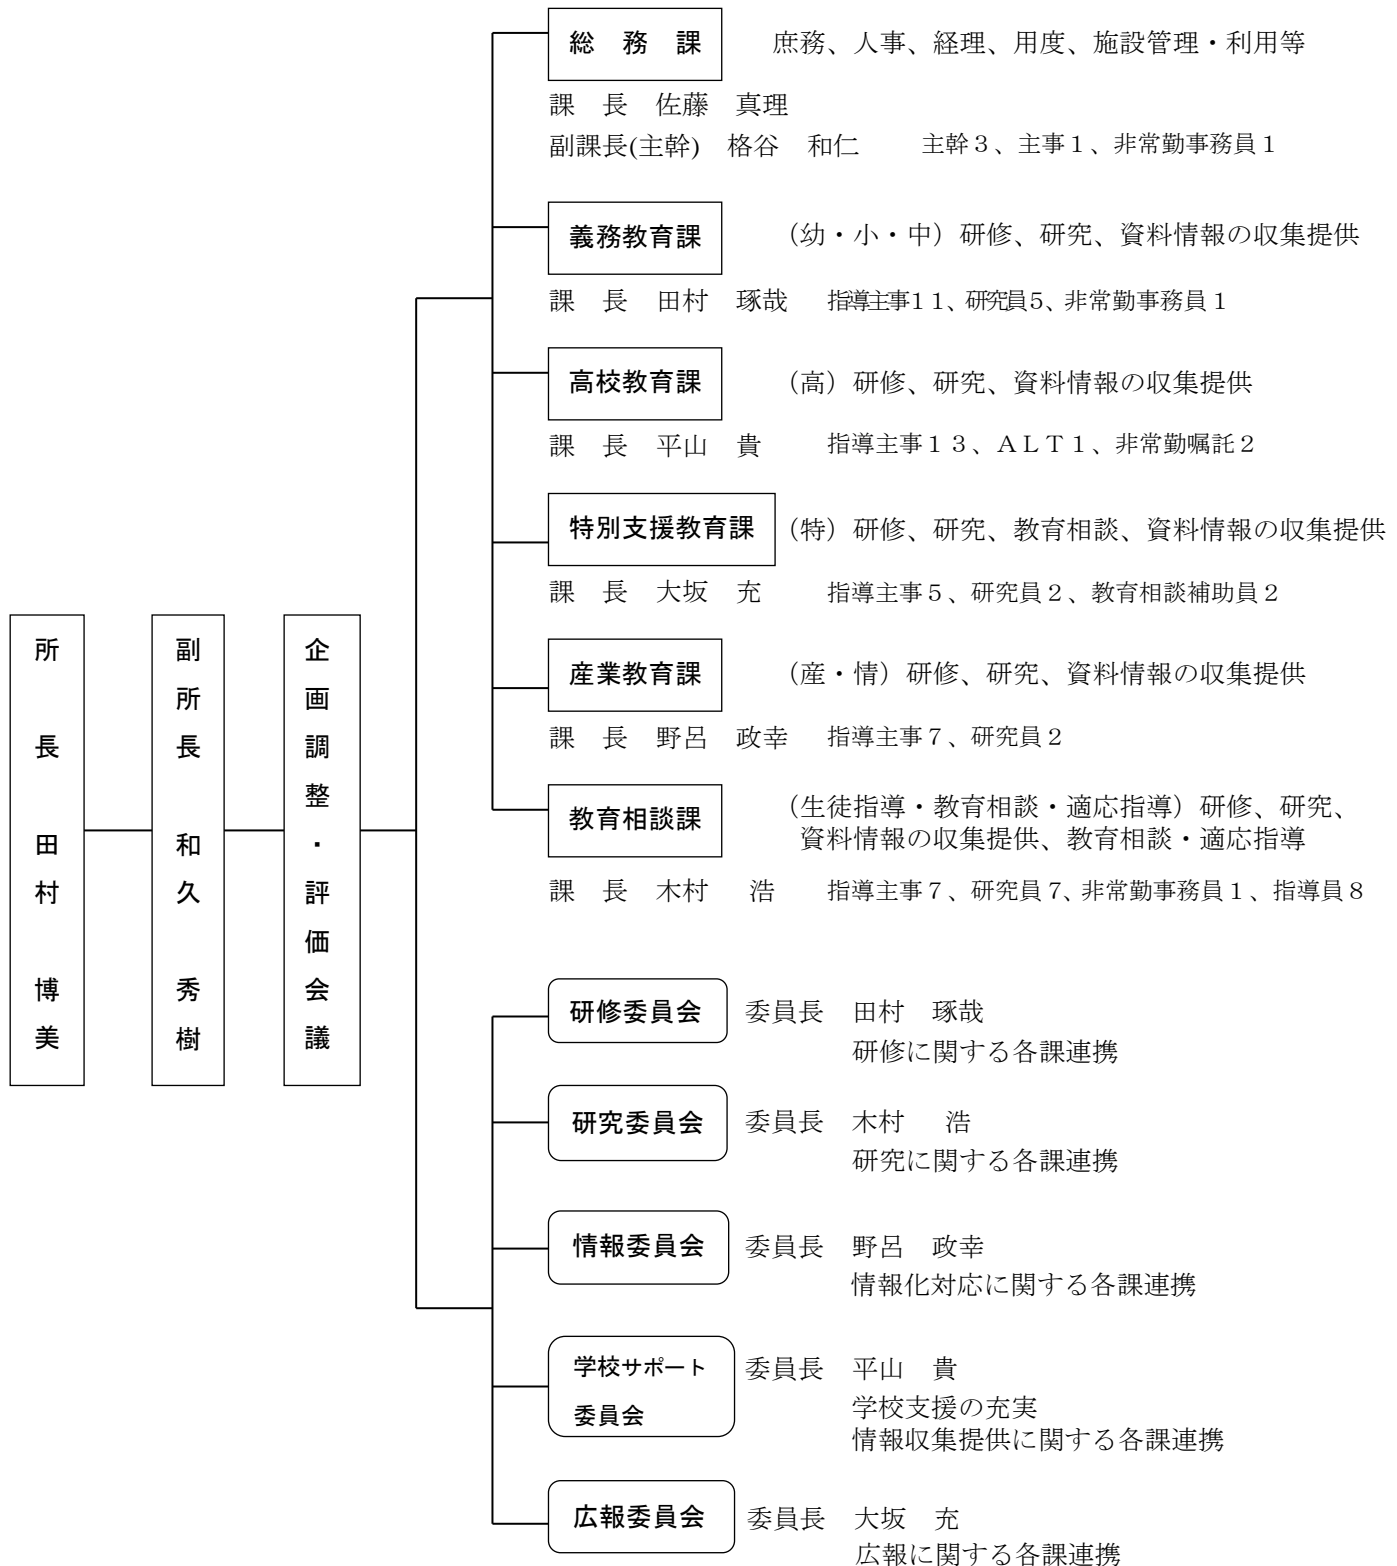 総　務　課　　庶務、人事、経理、用度、施設管理・利用等
課　長　佐藤　真理
副課長(主幹)　格谷　和仁　　主幹３、主事１、非常勤事務員１
義務教育課　　（幼・小・中）研修、研究、資料情報の収集提供
課　長　田村　琢哉　　指導主事１１、研究員５、非常勤事務員１
高校教育課　　（高）研修、研究、資料情報の収集提供
課　長　平山　貴　　指導主事１３、ＡＬＴ１、非常勤嘱託２
特別支援教育課　（特）研修、研究、教育相談、資料情報の収集提供
課　長　大坂　充　　指導主事５、研究員２、教育相談補助員２
産業教育課　　（産・情）研修、研究、資料情報の収集提供
課　長　野呂　政幸　　指導主事７、研究員２
教育相談課　　（生徒指導・教育相談・適応指導）研修、研究、
資料情報の収集提供、教育相談・適応指導
課　長　木村　浩　　指導主事７、研究員７、非常勤事務員１、指導員８
所　長　田村　博美
副所長　和久　秀樹
企画調整・評価会議
研修委員会　委員長　田村　琢哉
研修に関する各課連携
研究委員会　委員長　木村　浩
研究に関する各課連携
情報委員会　委員長　野呂　政幸
情報化対応に関する各課連携
学校サポート
委員会
委員長　平山　貴
学校支援の充実
情報収集提供に関する各課連携
広報委員会　委員長　大坂　充
広報に関する各課連携